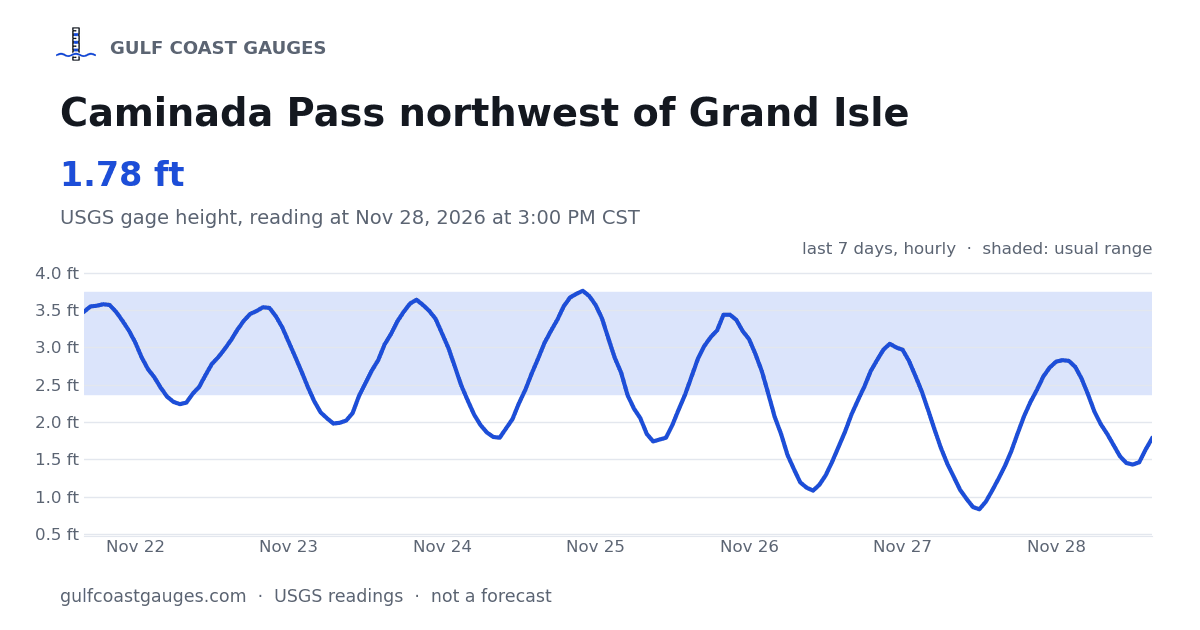 GULF COAST GAUGES
Caminada Pass northwest of Grand Isle
1.78 ft
USGS gage height, reading at Nov 28, 2026 at 3:00 PM CST
last 7 days, hourly · shaded: usual range
4.0 ft
3.5 ft
3.0 ft
2.5 ft
2.0 ft
1.5 ft
1.0 ft
0.5 ft
Nov 22 Nov 23 Nov 24 Nov 25 Nov 26 Nov 27 Nov 28
gulfcoastgauges.com · USGS readings · not a forecast